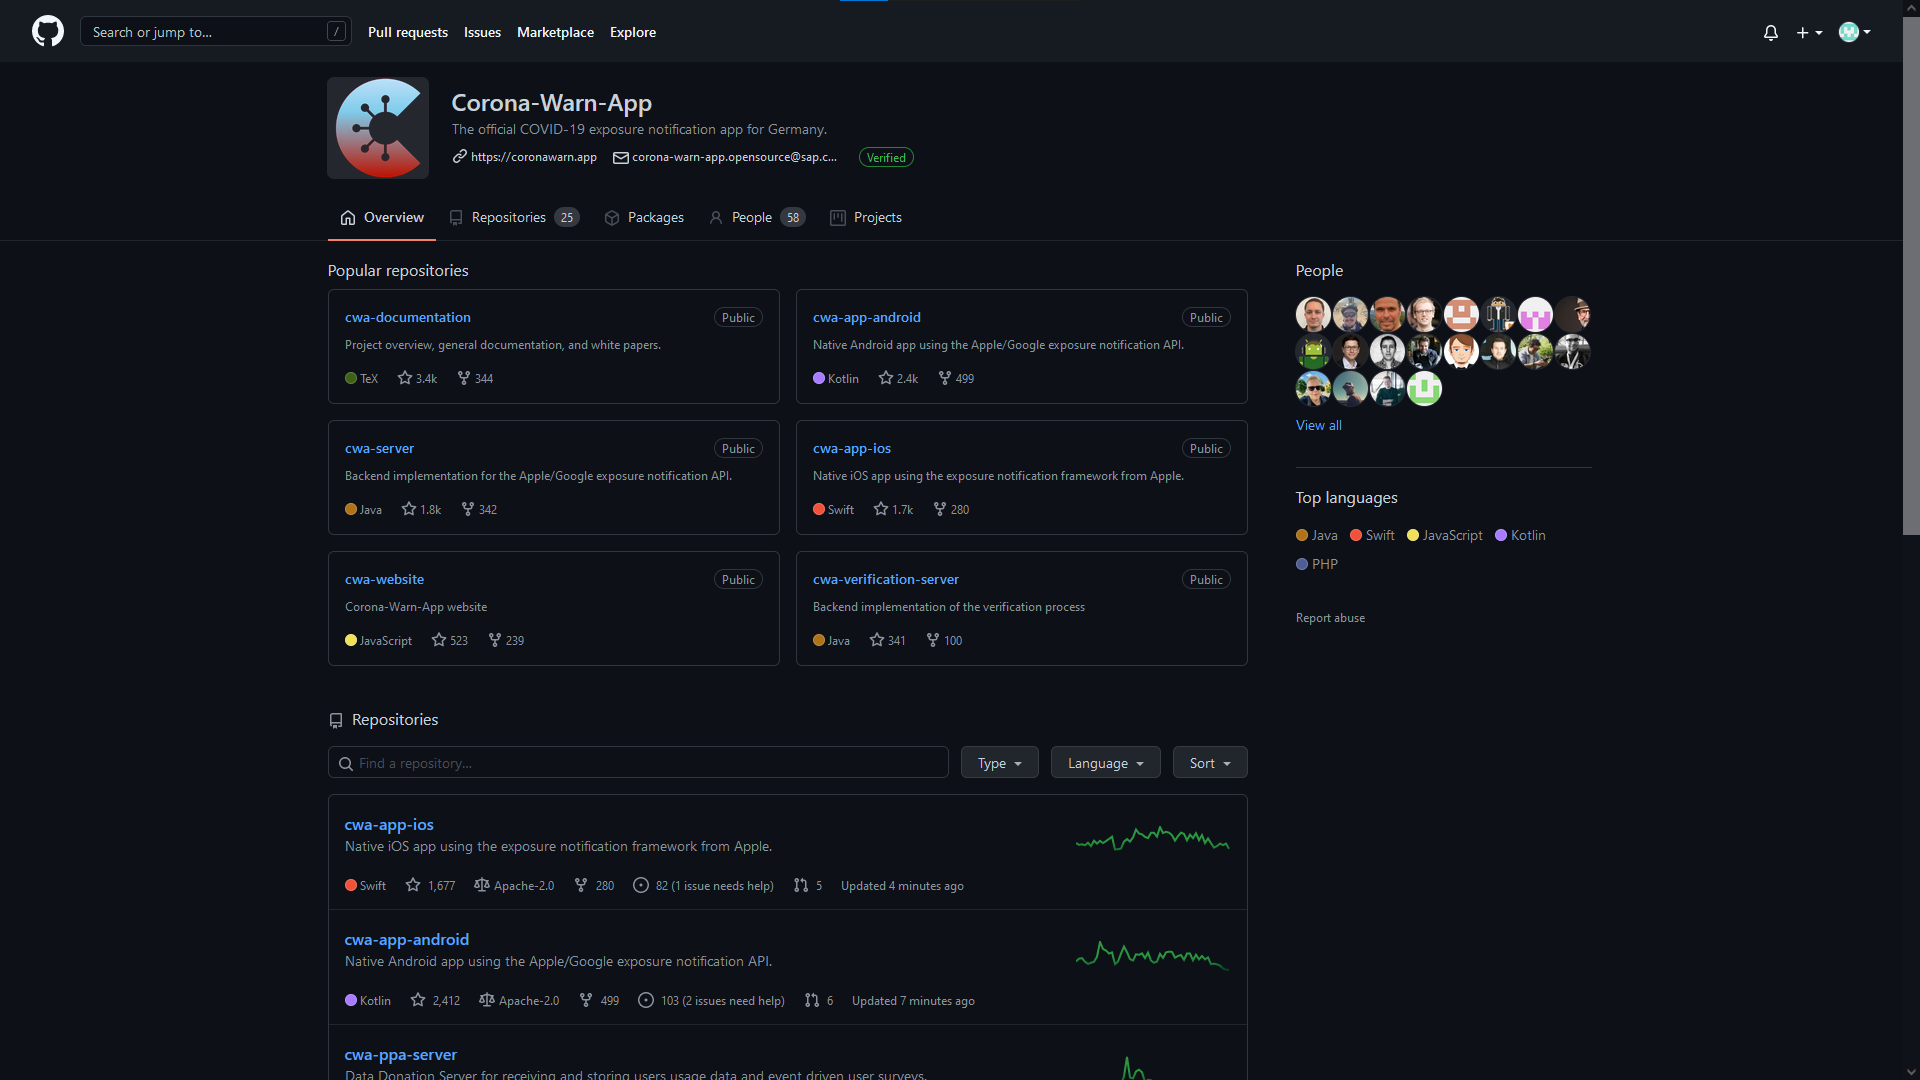 Search or jump to... /
Pull requests Issues Marketplace Explore
Corona-Warn-App
The official COVID-19 exposure notification app for Germany.
https://coronawarn.app corona-warn-app.opensource@sap.c... Verified
Overview Repositories 25 Packages People 58 Projects
Popular repositories
cwa-documentation Public
Project overview, general documentation, and white papers.
TeX 3.4k 344
cwa-app-android Public
Native Android app using the Apple/Google exposure notification API.
Kotlin 2.4k 499
cwa-server Public
Backend implementation for the Apple/Google exposure notification API.
Java 1.8k 342
cwa-app-ios Public
Native iOS app using the exposure notification framework from Apple.
Swift 1.7k 280
cwa-website Public
Corona-Warn-App website
JavaScript 523 239
cwa-verification-server Public
Backend implementation of the verification process
Java 341 100
People
View all
Top languages
Java Swift JavaScript Kotlin
PHP
Report abuse
Repositories
Find a repository... Type Language Sort
cwa-app-ios
Native iOS app using the exposure notification framework from Apple.
Swift 1,677 Apache-2.0 280 82 (1 issue needs help) 5 Updated 4 minutes ago
cwa-app-android
Native Android app using the Apple/Google exposure notification API.
Kotlin 2,412 Apache-2.0 499 103 (2 issues need help) 6 Updated 7 minutes ago
cwa-ppa-server
Data Donation Server for receiving and storing users usage data and event driven user surveys.